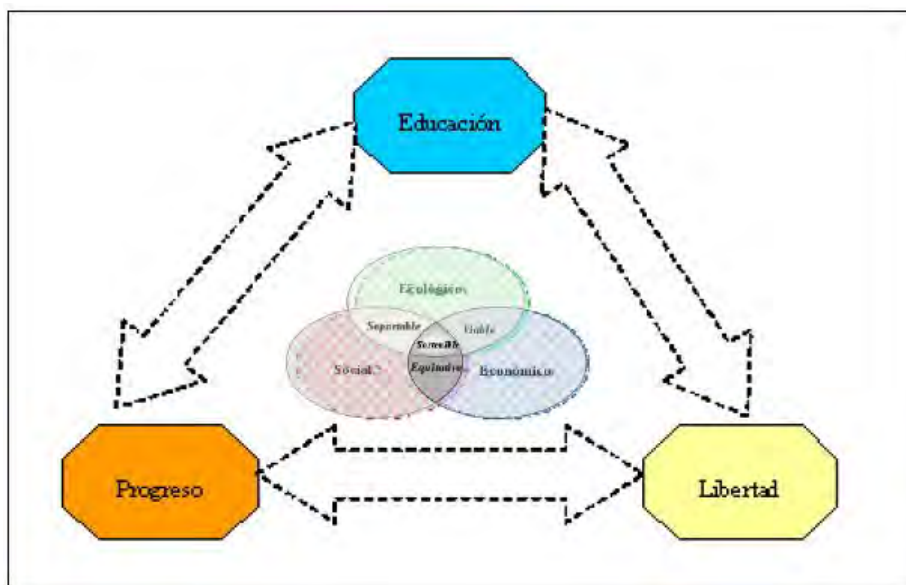 Educación
Ecológico
Soportable
Viable
Sostenible
Social
Equitativo
Económico
Progreso
Libertad